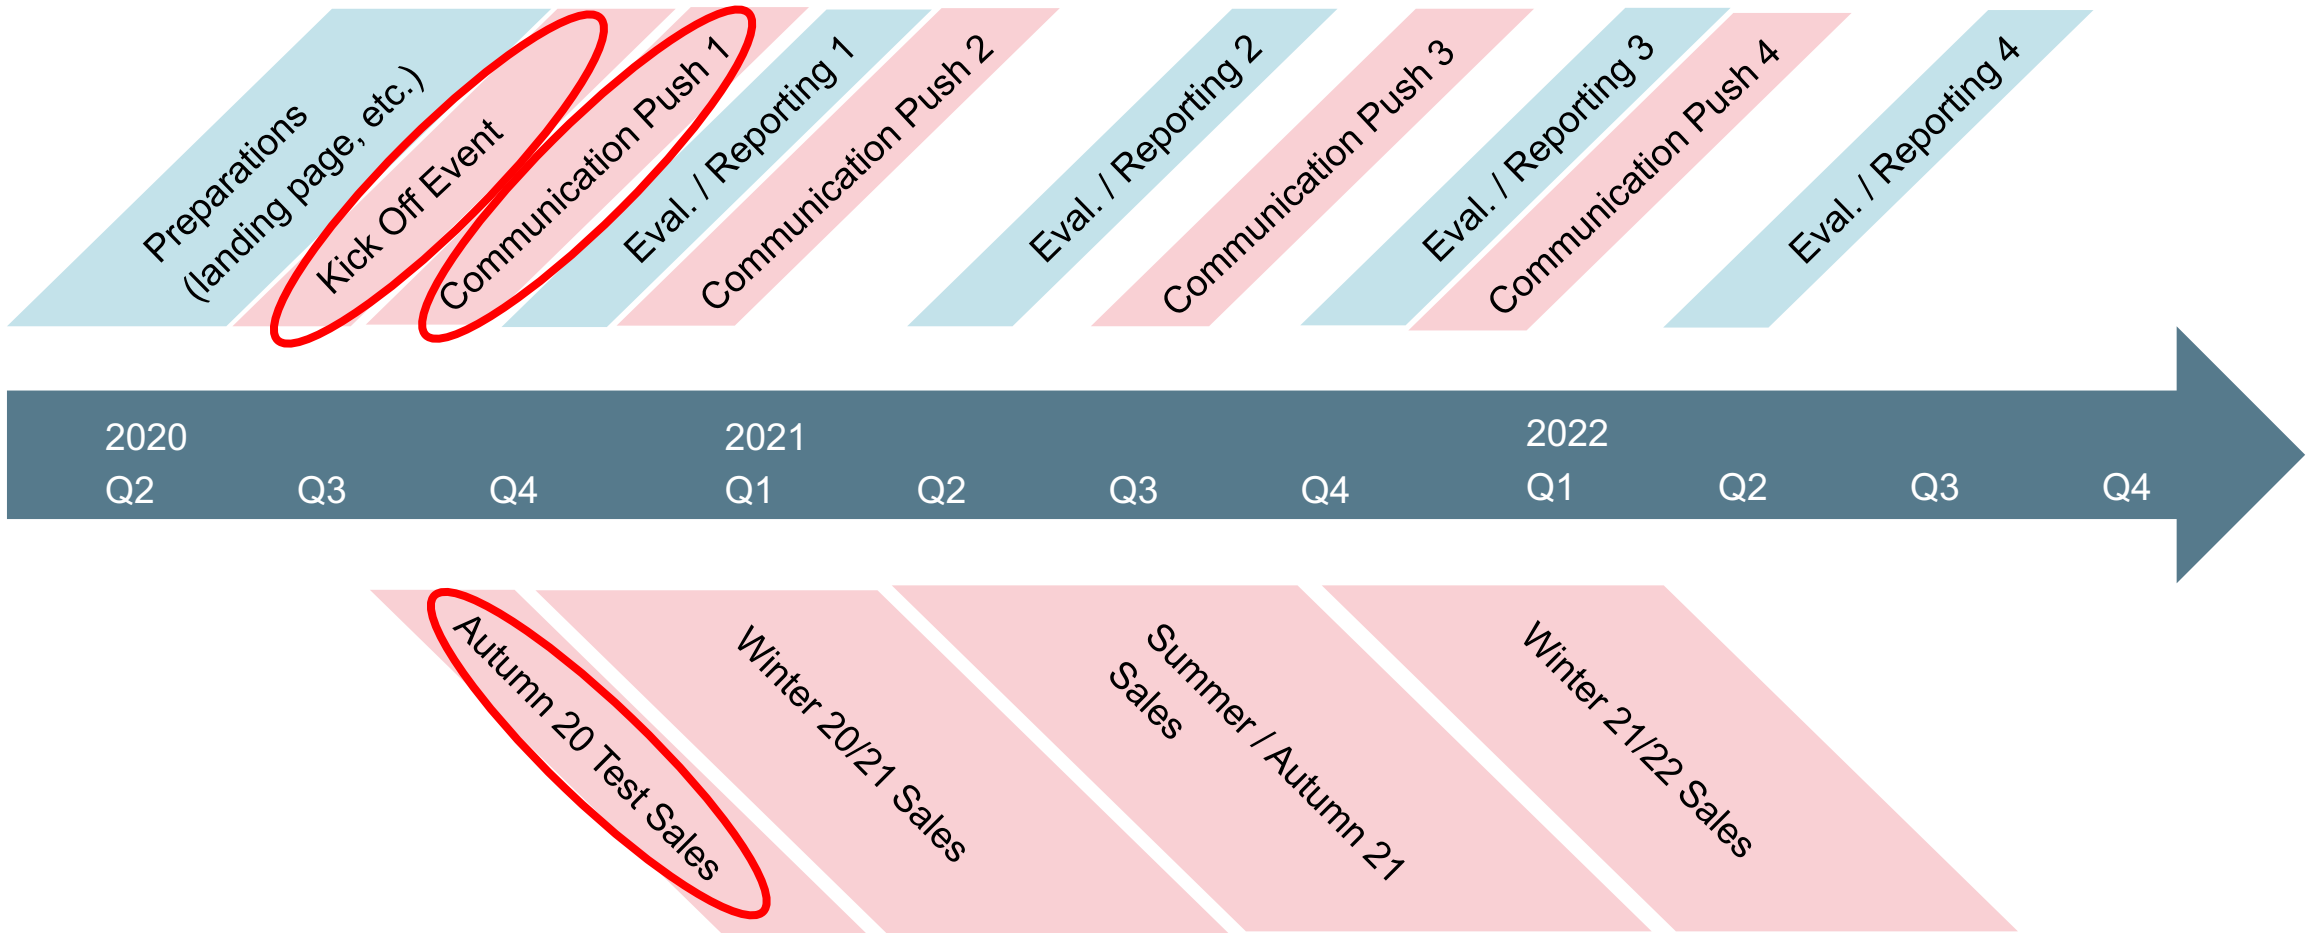 Preparations
(landing page, etc.)
Kick Off Event
Communication Push 1
Eval. / Reporting 1
Communication Push 2
Eval. / Reporting 2
Communication Push 3
Eval. / Reporting 3
Communication Push 4
Eval. / Reporting 4
2020
2021
2022
Q2
Q3
Q4
Q1
Q2
Q3
Q4
Q1
Q2
Q3
Q4
Autumn 20 Test Sales
Winter 20/21 Sales
Summer / Autumn 21
Sales
Winter 21/22 Sales